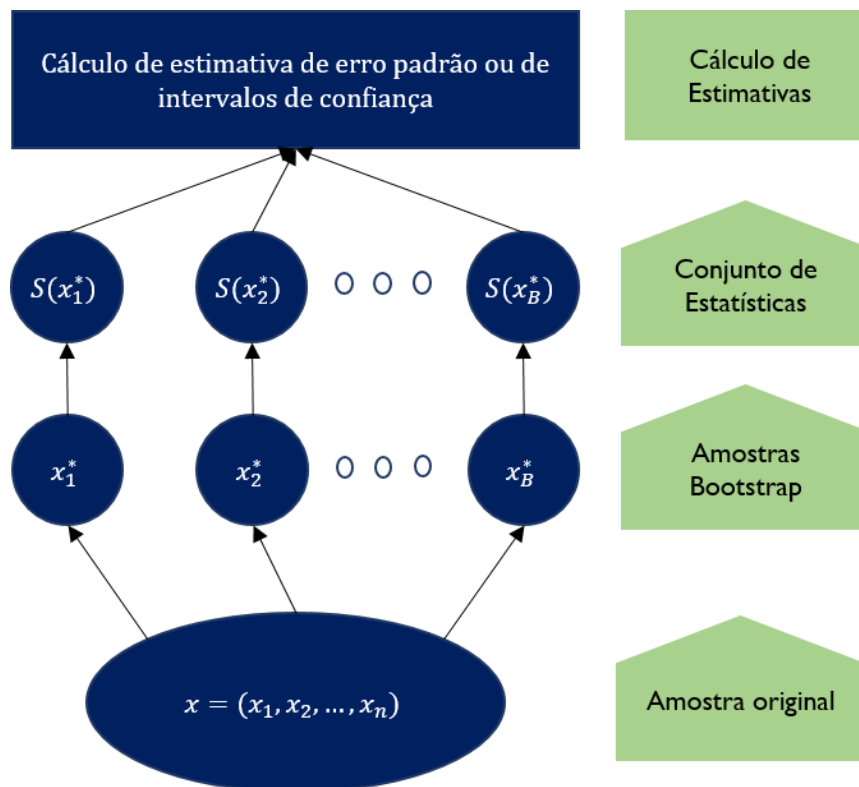 Cálculo de estimativa de erro padrão ou de
intervalos de confiança
Cálculo de
Estimativas
S(x₁*)
S(x₂*)
S(x_B*)
Conjunto de
Estatísticas
x₁*
x₂*
x_B*
Amostras
Bootstrap
x = (x₁, x₂, ..., xₙ)
Amostra original